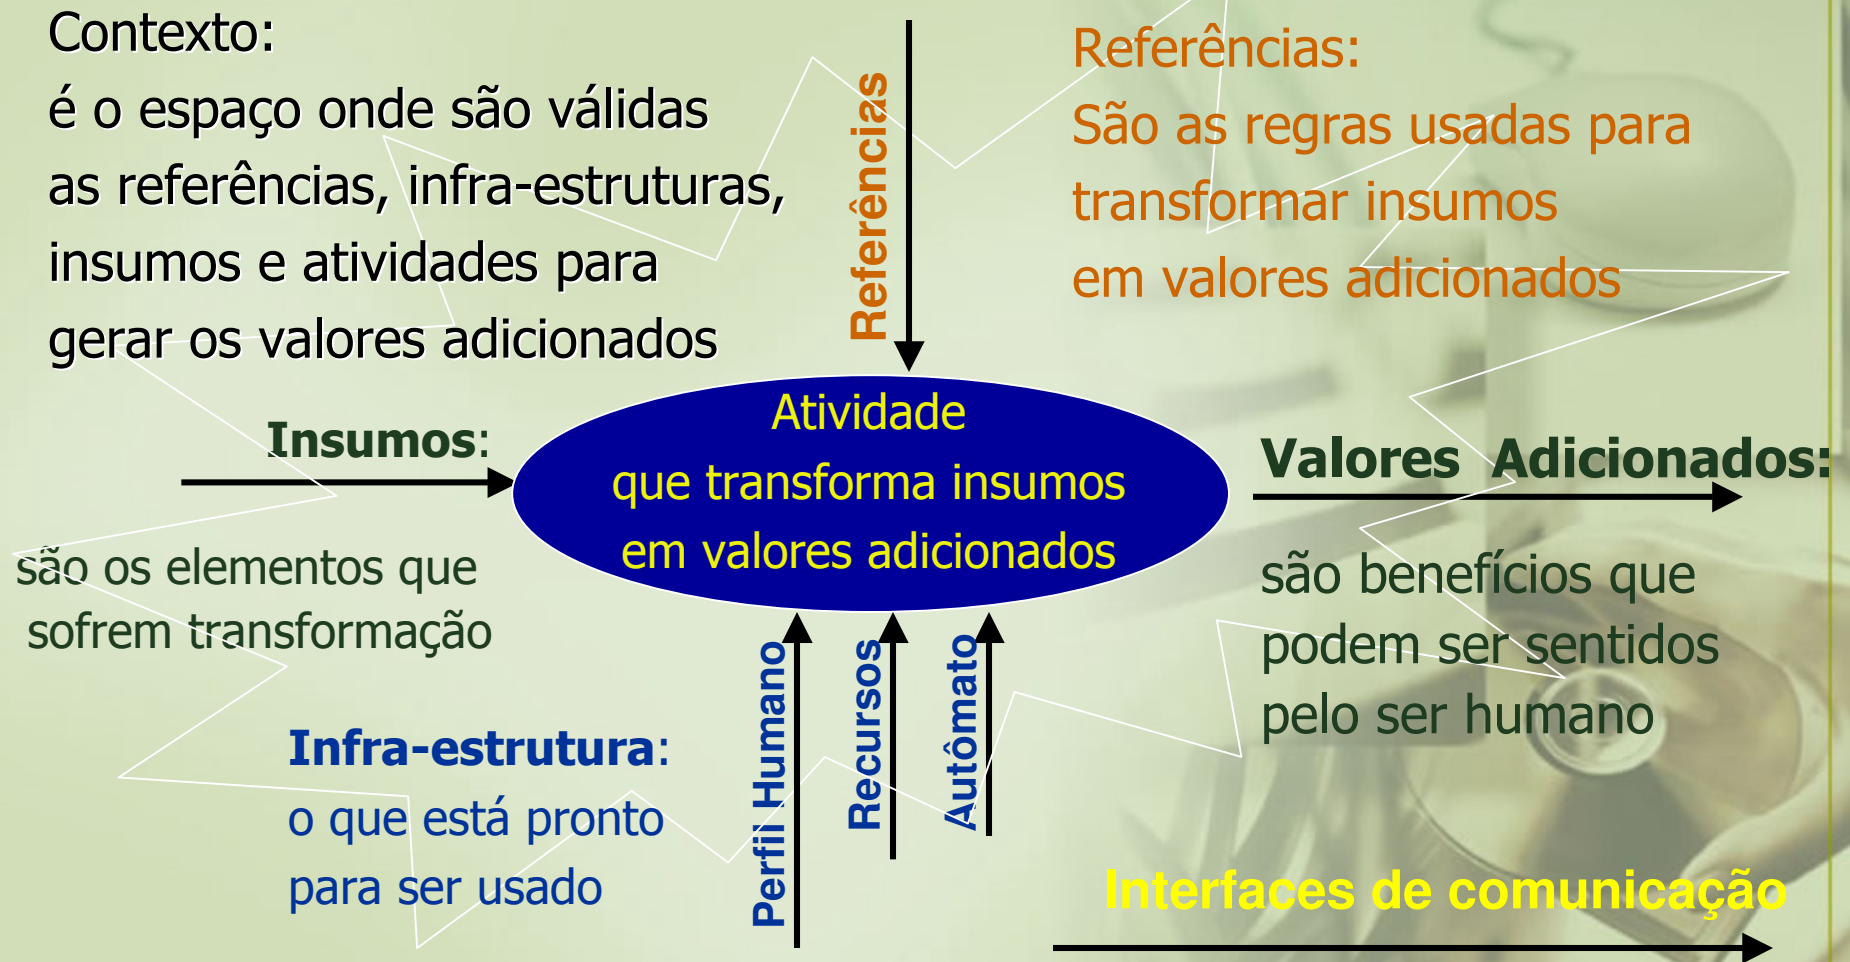 Contexto:
é o espaço onde são válidas
as referências, infra-estruturas,
insumos e atividades para
gerar os valores adicionados
Referências
Referências:
São as regras usadas para
transformar insumos
em valores adicionados
Insumos:
são os elementos que
sofrem transformação
Atividade
que transforma insumos
em valores adicionados
Valores Adicionados:
são benefícios que
podem ser sentidos
pelo ser humano
Infra-estrutura:
o que está pronto
para ser usado
Perfil Humano
Recursos
Autômato
Interfaces de comunicação